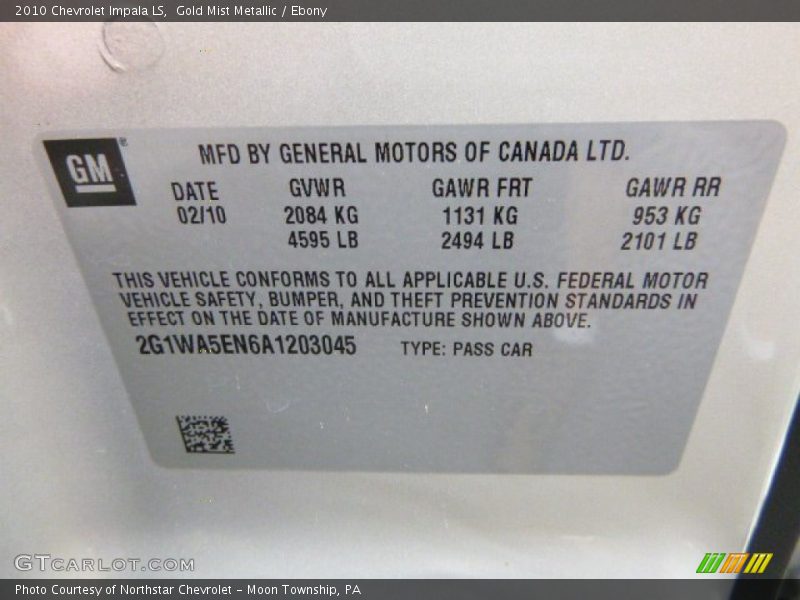 2010 Chevrolet Impala LS, Gold Mist Metallic / Ebony
GM®
MFD BY GENERAL MOTORS OF CANADA LTD.
DATE GVWR GAWR FRT GAWR RR
02/10 2084 KG 1131 KG 953 KG
4595 LB 2494 LB 2101 LB
THIS VEHICLE CONFORMS TO ALL APPLICABLE U.S. FEDERAL MOTOR
VEHICLE SAFETY, BUMPER, AND THEFT PREVENTION STANDARDS IN
EFFECT ON THE DATE OF MANUFACTURE SHOWN ABOVE.
2G1WA5EN6A1203045 TYPE: PASS CAR
GTCARLOT.COM
Photo Courtesy of Northstar Chevrolet - Moon Township, PA